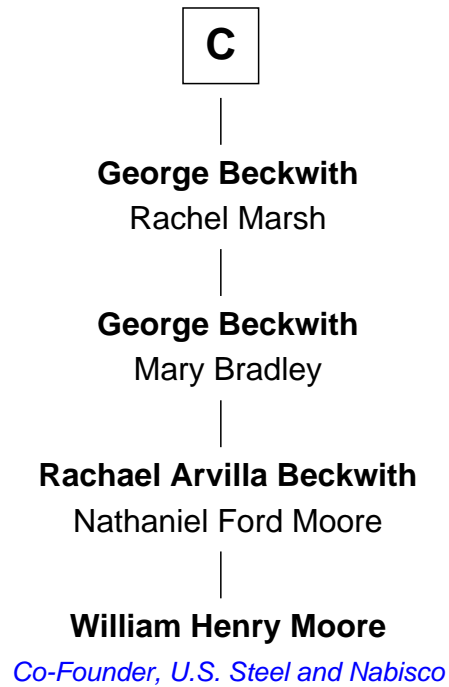 C
George Beckwith
Rachel Marsh
George Beckwith
Mary Bradley
Rachael Arvilla Beckwith
Nathaniel Ford Moore
William Henry Moore
Co-Founder, U.S. Steel and Nabisco